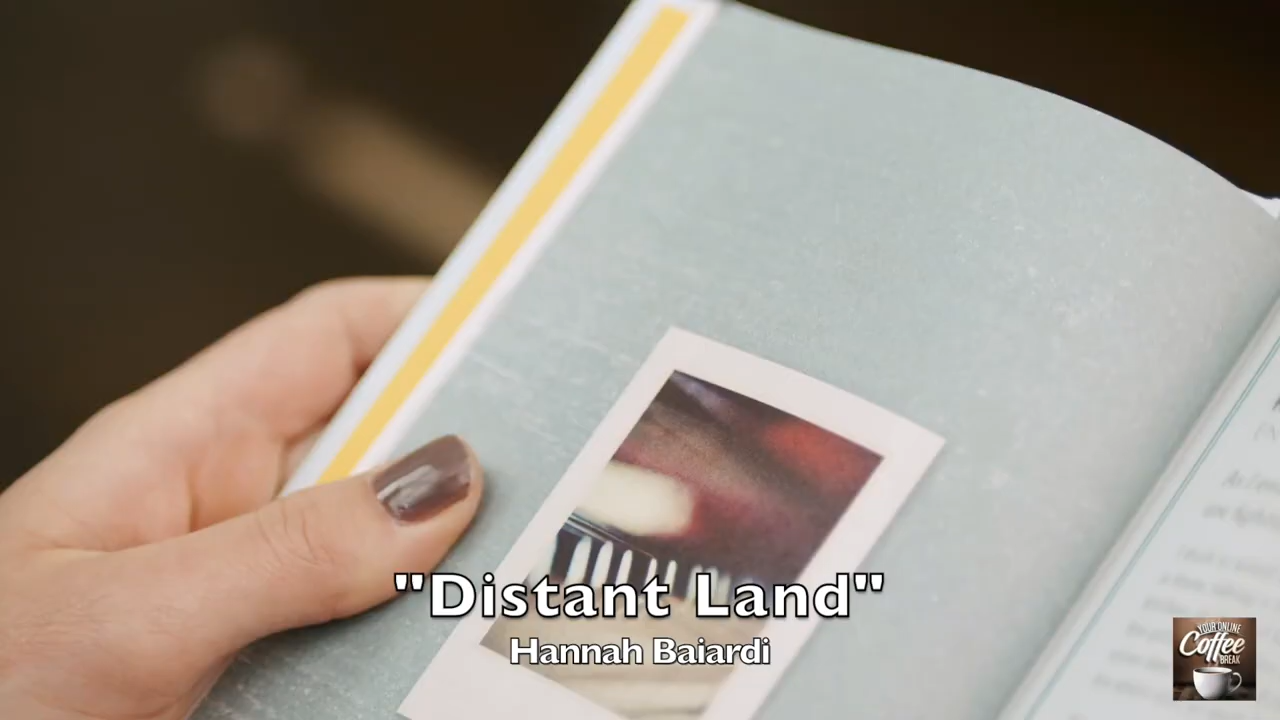 "Distant Land"
Hannah Baiardi
YOUR ONLINE
Coffee
BREAK